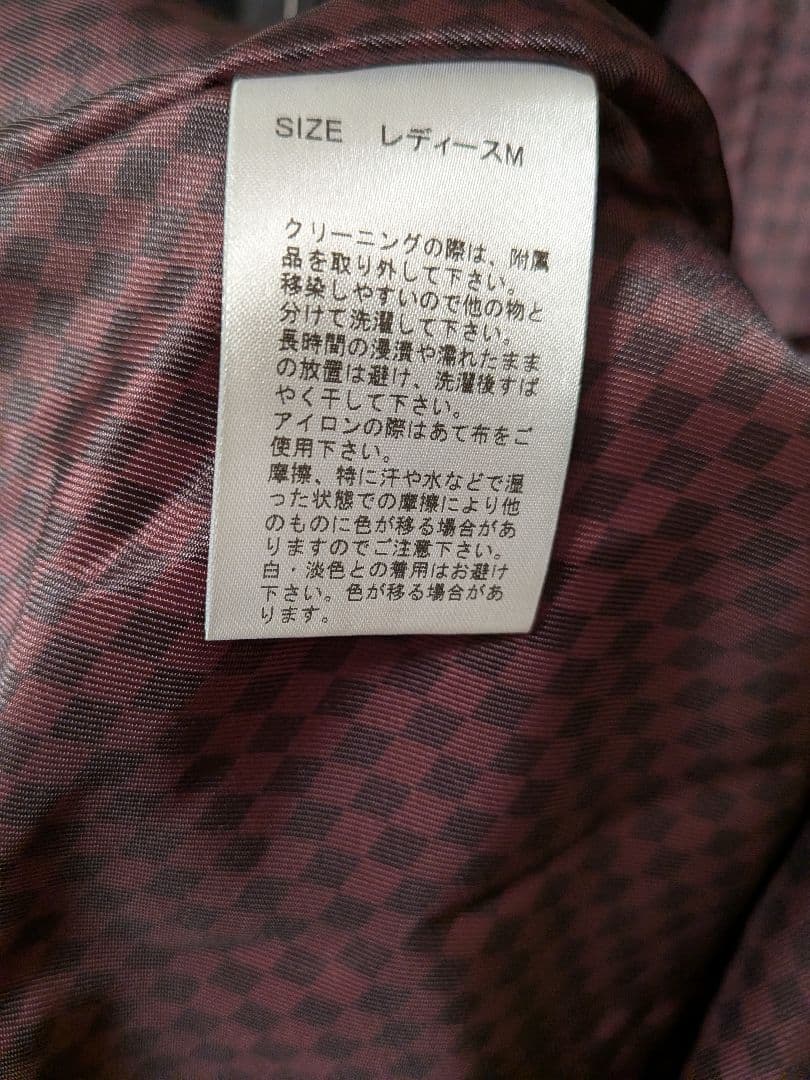 SIZE レディースM
クリーニングの際は、附属
品を取り外して下さい。
移染しやすいので他の物と
分けて洗濯して下さい。
長時間の浸漬や濡れたまま
の放置は避け、洗濯後すば
やく干して下さい。
アイロンの際はあて布をご
使用下さい。
摩擦、特に汗や水などで湿
った状態での摩擦により他
のものに色が移る場合があ
りますのでご注意下さい。
白・淡色との着用はお避け
下さい。色が移る場合があ
ります。